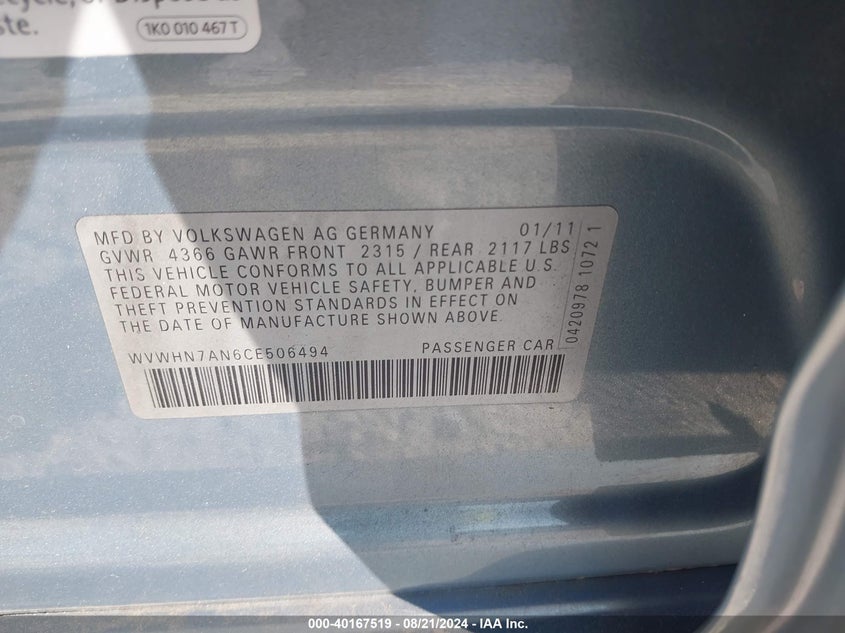 ste.
1K0 010 467 T
MFD BY VOLKSWAGEN AG GERMANY 01/11
GVWR 4366 GAWR FRONT 2315 / REAR 2117 LBS
THIS VEHICLE CONFORMS TO ALL APPLICABLE U.S.
FEDERAL MOTOR VEHICLE SAFETY, BUMPER AND
THEFT PREVENTION STANDARDS IN EFFECT ON
THE DATE OF MANUFACTURE SHOWN ABOVE.
WVWHN7AN6CE506494 PASSENGER CAR
0420978 1072 1
000-40167519 - 08/21/2024 - IAA Inc.